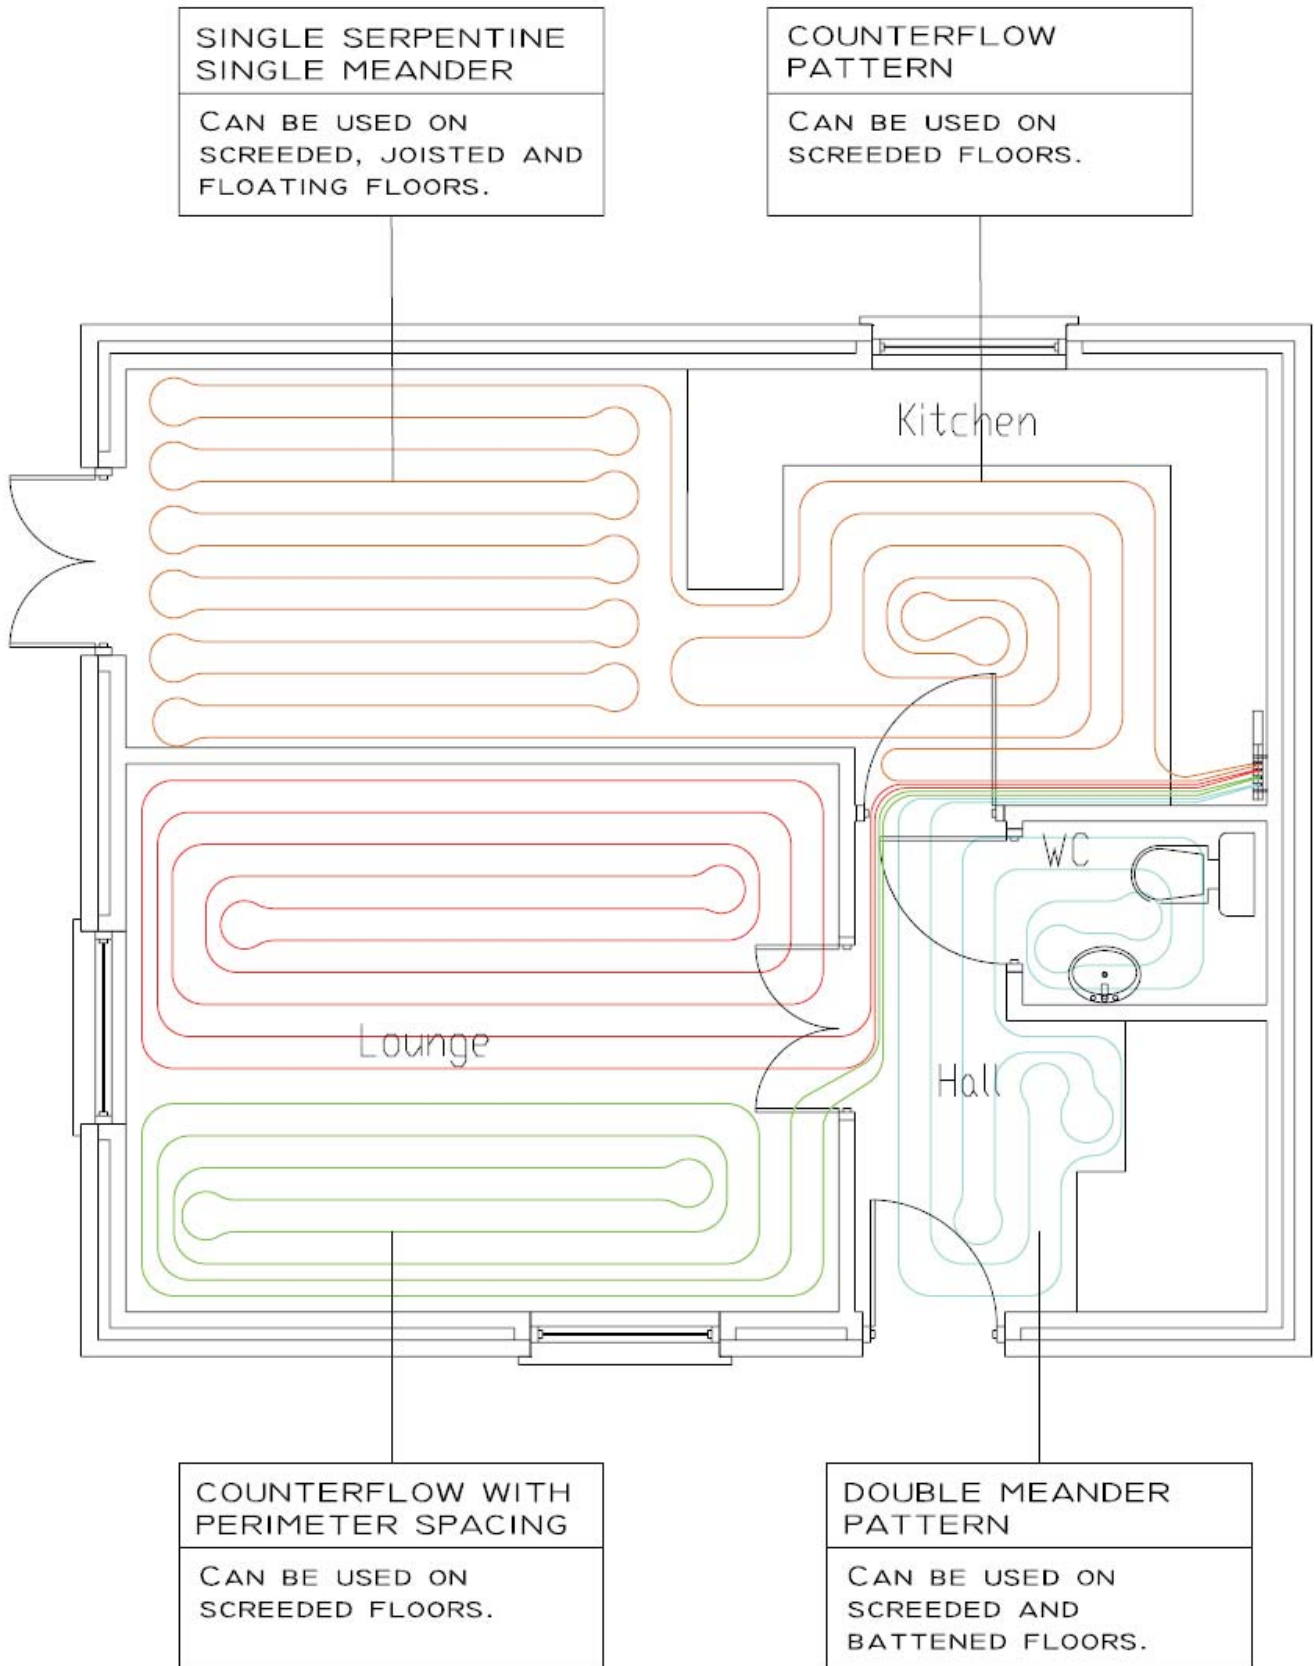 SINGLE SERPENTINE
SINGLE MEANDER
CAN BE USED ON
SCREEDED, JOISTED AND
FLOATING FLOORS.
COUNTERFLOW
PATTERN
CAN BE USED ON
SCREEDED FLOORS.
Kitchen
WC
Lounge
Hall
COUNTERFLOW WITH
PERIMETER SPACING
CAN BE USED ON
SCREEDED FLOORS.
DOUBLE MEANDER
PATTERN
CAN BE USED ON
SCREEDED AND
BATTENED FLOORS.